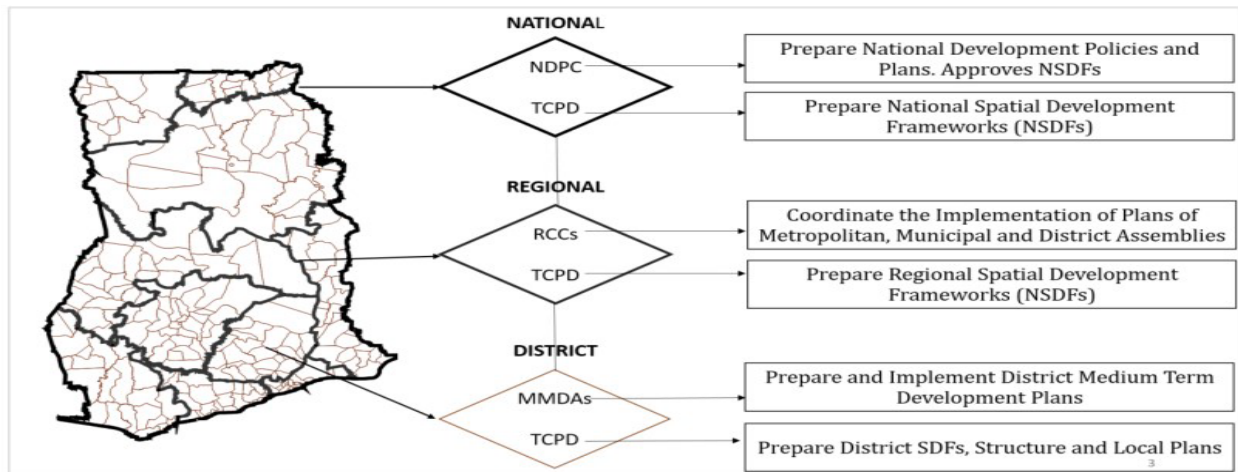 NATIONAL
NDPC
Prepare National Development Policies and
Plans. Approves NSDFs
TCPD
Prepare National Spatial Development
Frameworks (NSDFs)
REGIONAL
RCCs
Coordinate the Implementation of Plans of
Metropolitan, Municipal and District Assemblies
TCPD
Prepare Regional Spatial Development
Frameworks (NSDFs)
DISTRICT
MMDAs
Prepare and Implement District Medium Term
Development Plans
TCPD
Prepare District SDFs, Structure and Local Plans
3